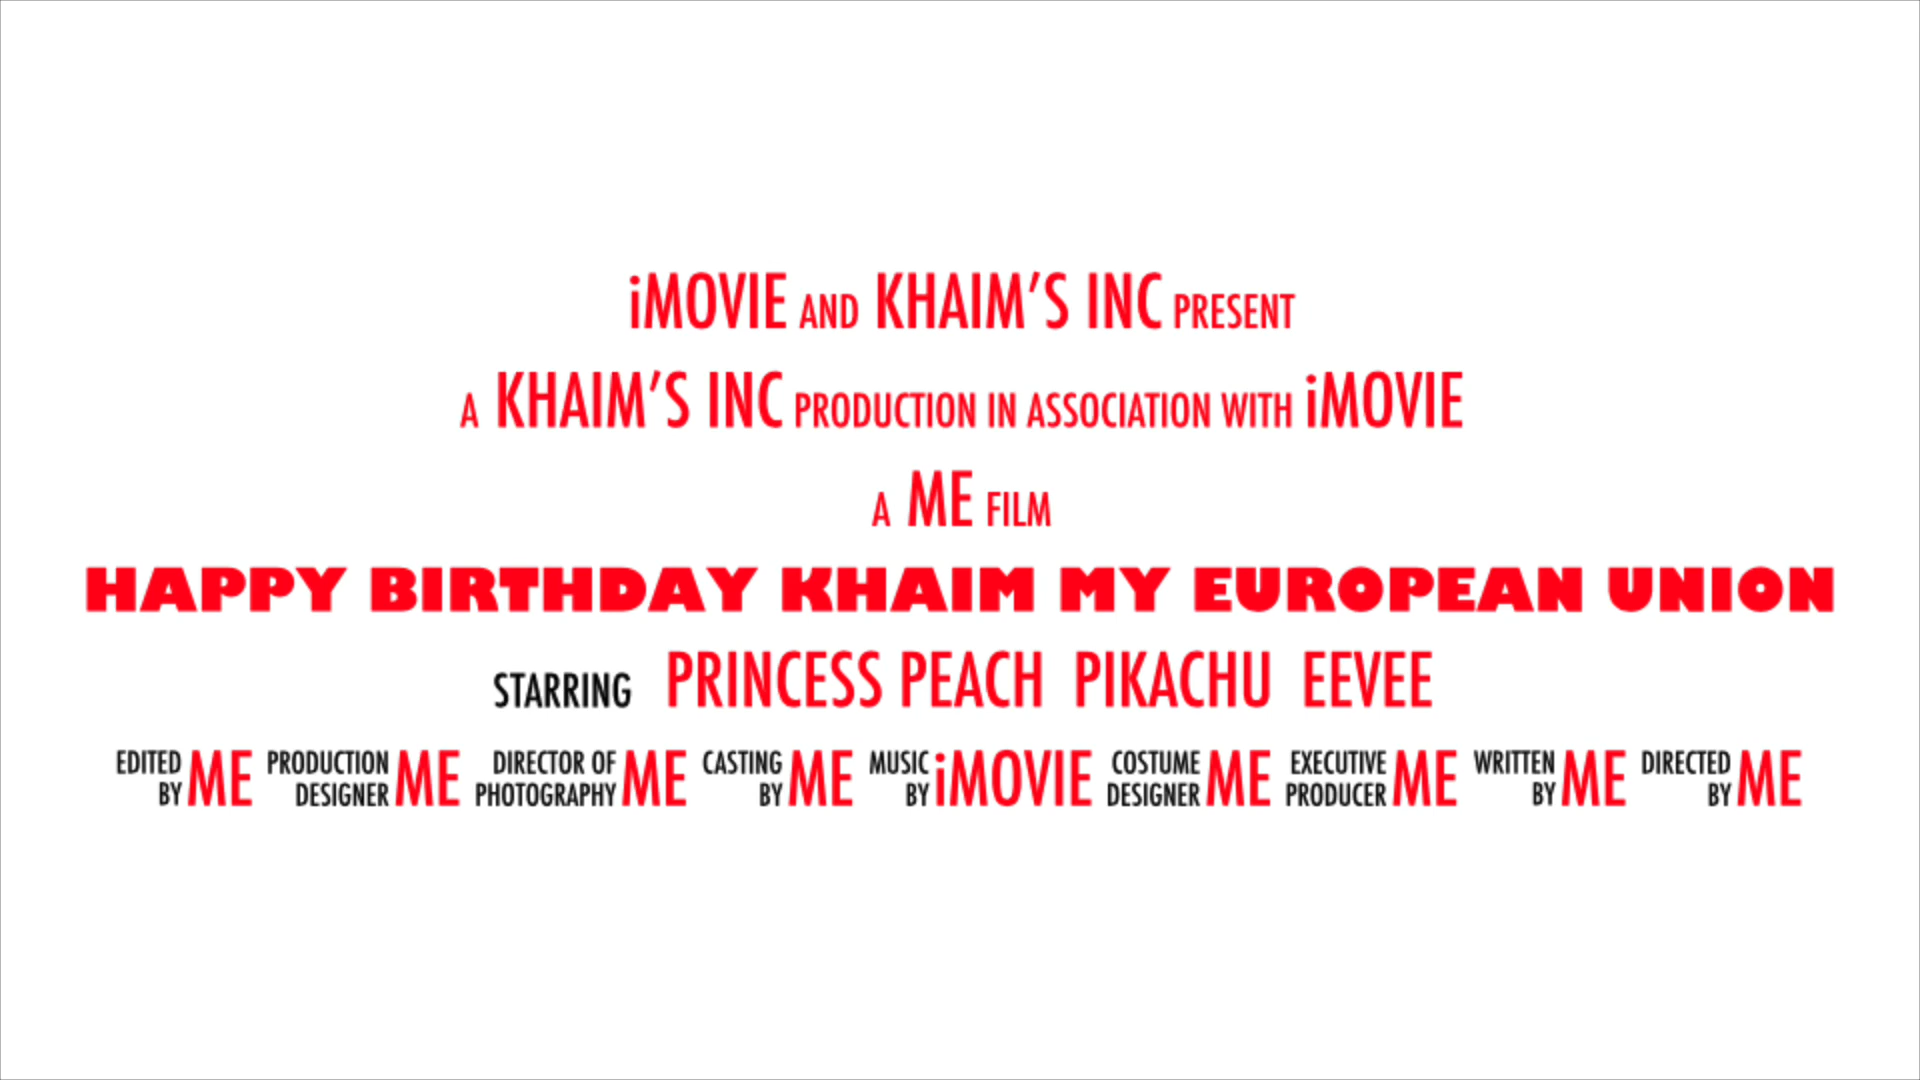 iMOVIE AND KHAIM'S INC PRESENT
A KHAIM'S INC PRODUCTION IN ASSOCIATION WITH iMOVIE
A ME FILM
HAPPY BIRTHDAY KHAIM MY EUROPEAN UNION
STARRING PRINCESS PEACH PIKACHU EEVEE
EDITED BY ME PRODUCTION DESIGNER ME DIRECTOR OF PHOTOGRAPHY ME CASTING BY ME MUSIC BY iMOVIE COSTUME DESIGNER ME EXECUTIVE PRODUCER ME WRITTEN BY ME DIRECTED BY ME